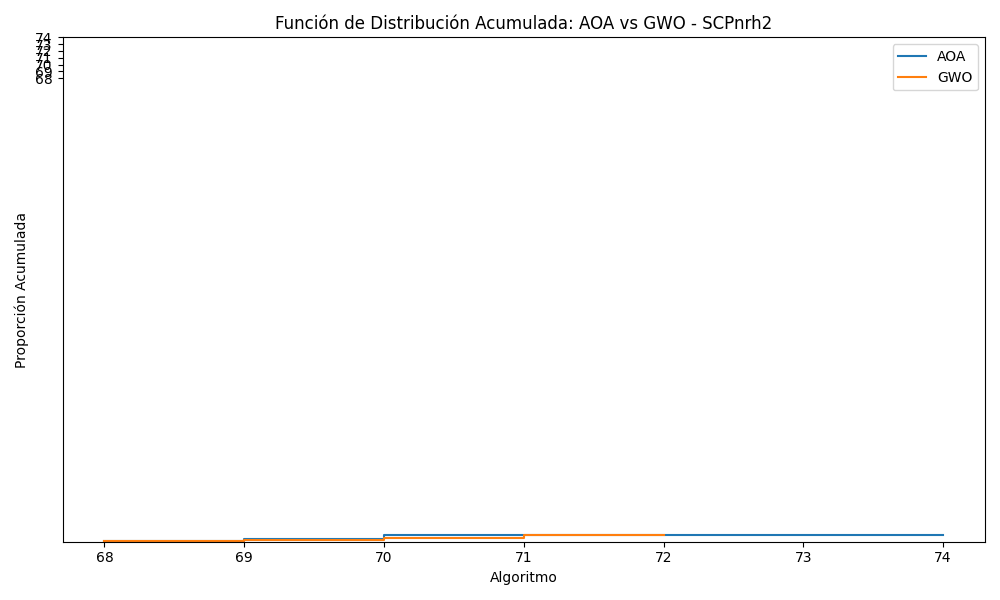 Función de Distribución Acumulada: AOA vs GWO - SCPnrh2
74
73
72
71
70
69
68
Proporción Acumulada
AOA
GWO
68 69 70 71 72 73 74
Algoritmo